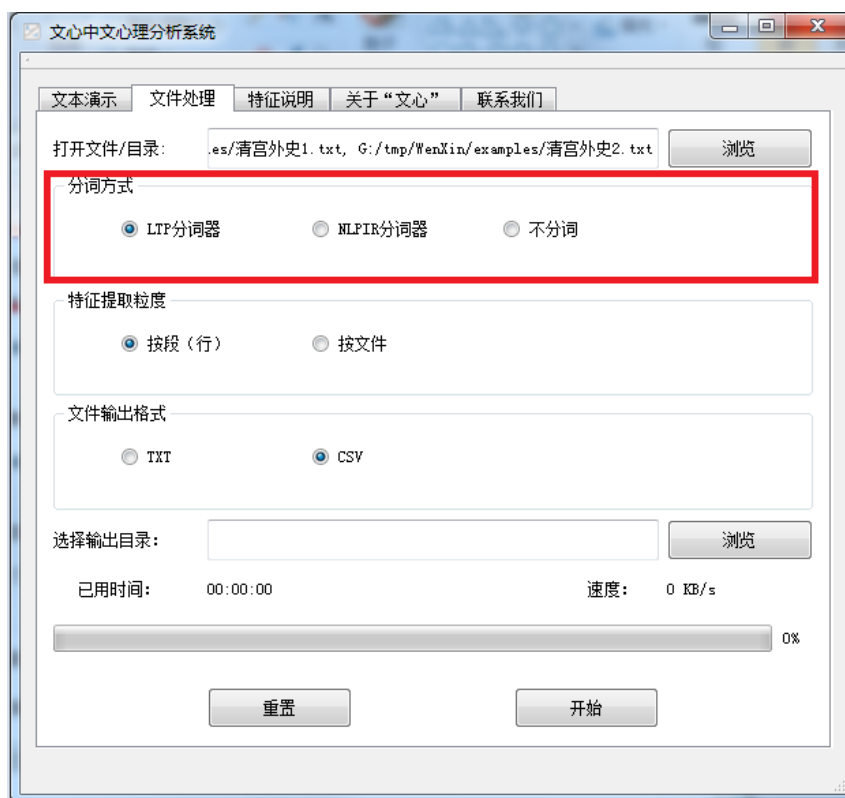 文心中文心理分析系统
文本演示 文件处理 特征说明 关于“文心” 联系我们
打开文件/目录: .es/清宫外史1.txt, G:/tmp/WenXin/examples/清宫外史2.txt 浏览
分词方式
LTP分词器 NLPIR分词器 不分词
特征提取粒度
按段（行） 按文件
文件输出格式
TXT CSV
选择输出目录： 浏览
已用时间： 00:00:00 速度： 0 KB/s
0%
重置 开始